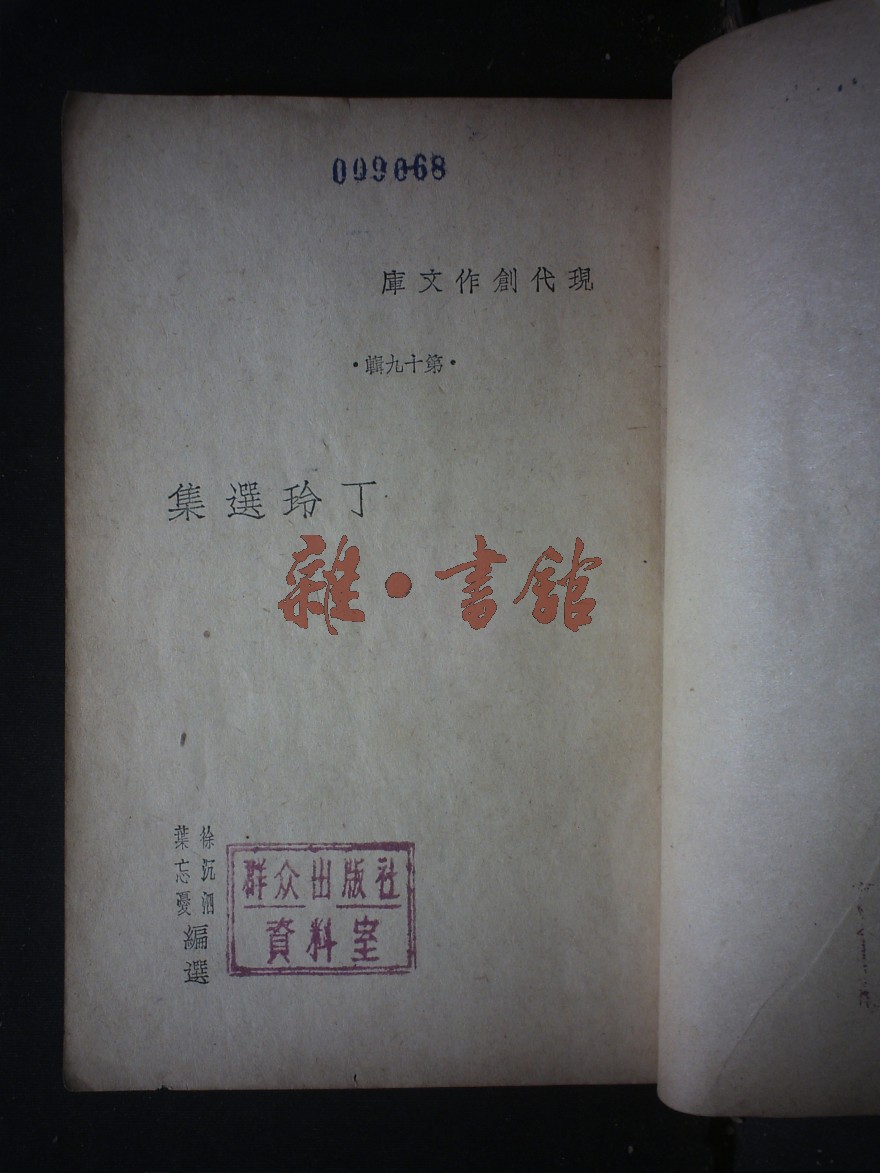 009068
現代創作文庫
·第十九輯·
丁玲選集
雜·書館
徐沉泗
葉忘憂
編選
群众出版社
資料室